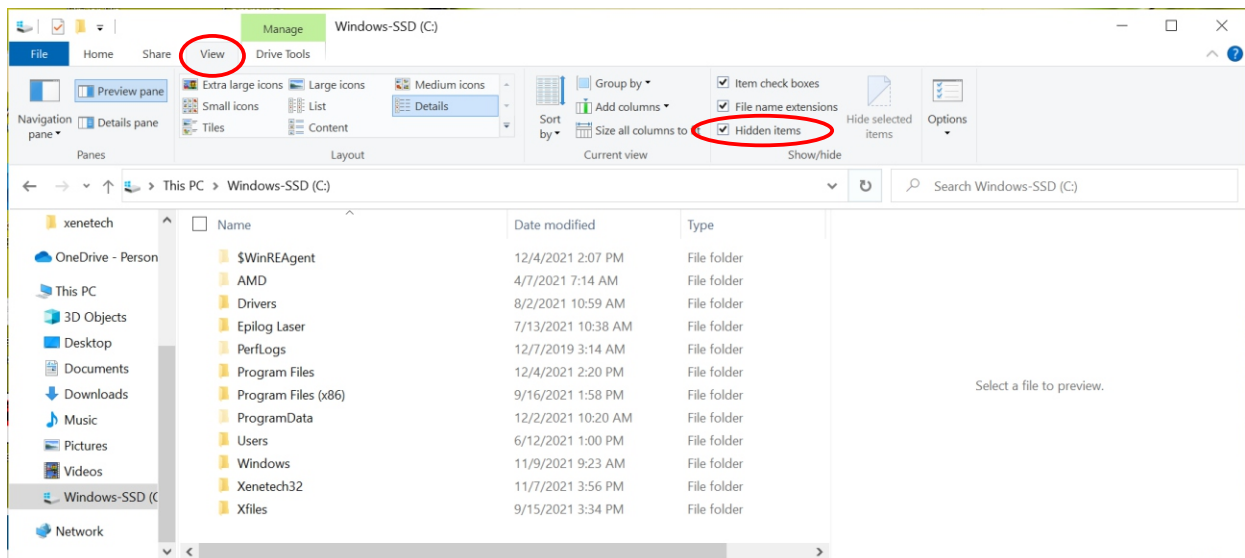 Manage Windows-SSD (C:)
File Home Share View Drive Tools
Navigation pane
Preview pane
Details pane
Panes
Extra large icons Large icons Medium icons
Small icons List Details
Tiles Content
Layout
Sort by
Group by
Add columns
Size all columns to
Current view
Item check boxes
File name extensions
Hidden items
Hide selected items
Show/hide
Options
This PC > Windows-SSD (C:)
Search Windows-SSD (C:)
xenetech
OneDrive - Person
This PC
3D Objects
Desktop
Documents
Downloads
Music
Pictures
Videos
Windows-SSD (C
Network
Name Date modified Type
$WinREAgent 12/4/2021 2:07 PM File folder
AMD 4/7/2021 7:14 AM File folder
Drivers 8/2/2021 10:59 AM File folder
Epilog Laser 7/13/2021 10:38 AM File folder
PerfLogs 12/7/2019 3:14 AM File folder
Program Files 12/4/2021 2:20 PM File folder
Program Files (x86) 9/16/2021 1:58 PM File folder
ProgramData 12/2/2021 10:20 AM File folder
Users 6/12/2021 1:00 PM File folder
Windows 11/9/2021 9:23 AM File folder
Xenetech32 11/7/2021 3:56 PM File folder
Xfiles 9/15/2021 3:34 PM File folder
Select a file to preview.